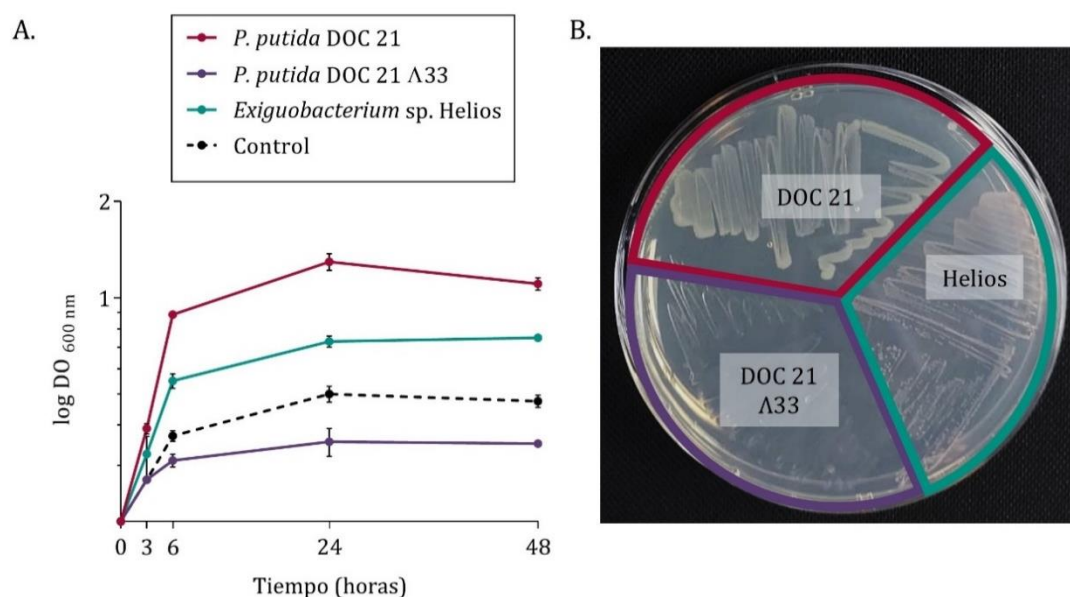 A.
P. putida DOC 21
P. putida DOC 21 Λ33
Exiguobacterium sp. Helios
Control
2
1
log DO 600 nm
0 3 6 24 48
Tiempo (horas)
B.
DOC 21
Helios
DOC 21
Λ33